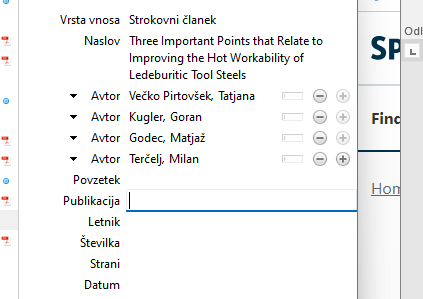 Vrsta vnosa Strokovni članek
Naslov Three Important Points that Relate to
Improving the Hot Workability of
Ledeburitic Tool Steels
Avtor Večko Pirtovšek, Tatjana
Avtor Kugler, Goran
Avtor Godec, Matjaž
Avtor Terčelj, Milan
Povzetek
Publikacija
Letnik
Številka
Strani
Datum
SP
Find
Hom
Odl